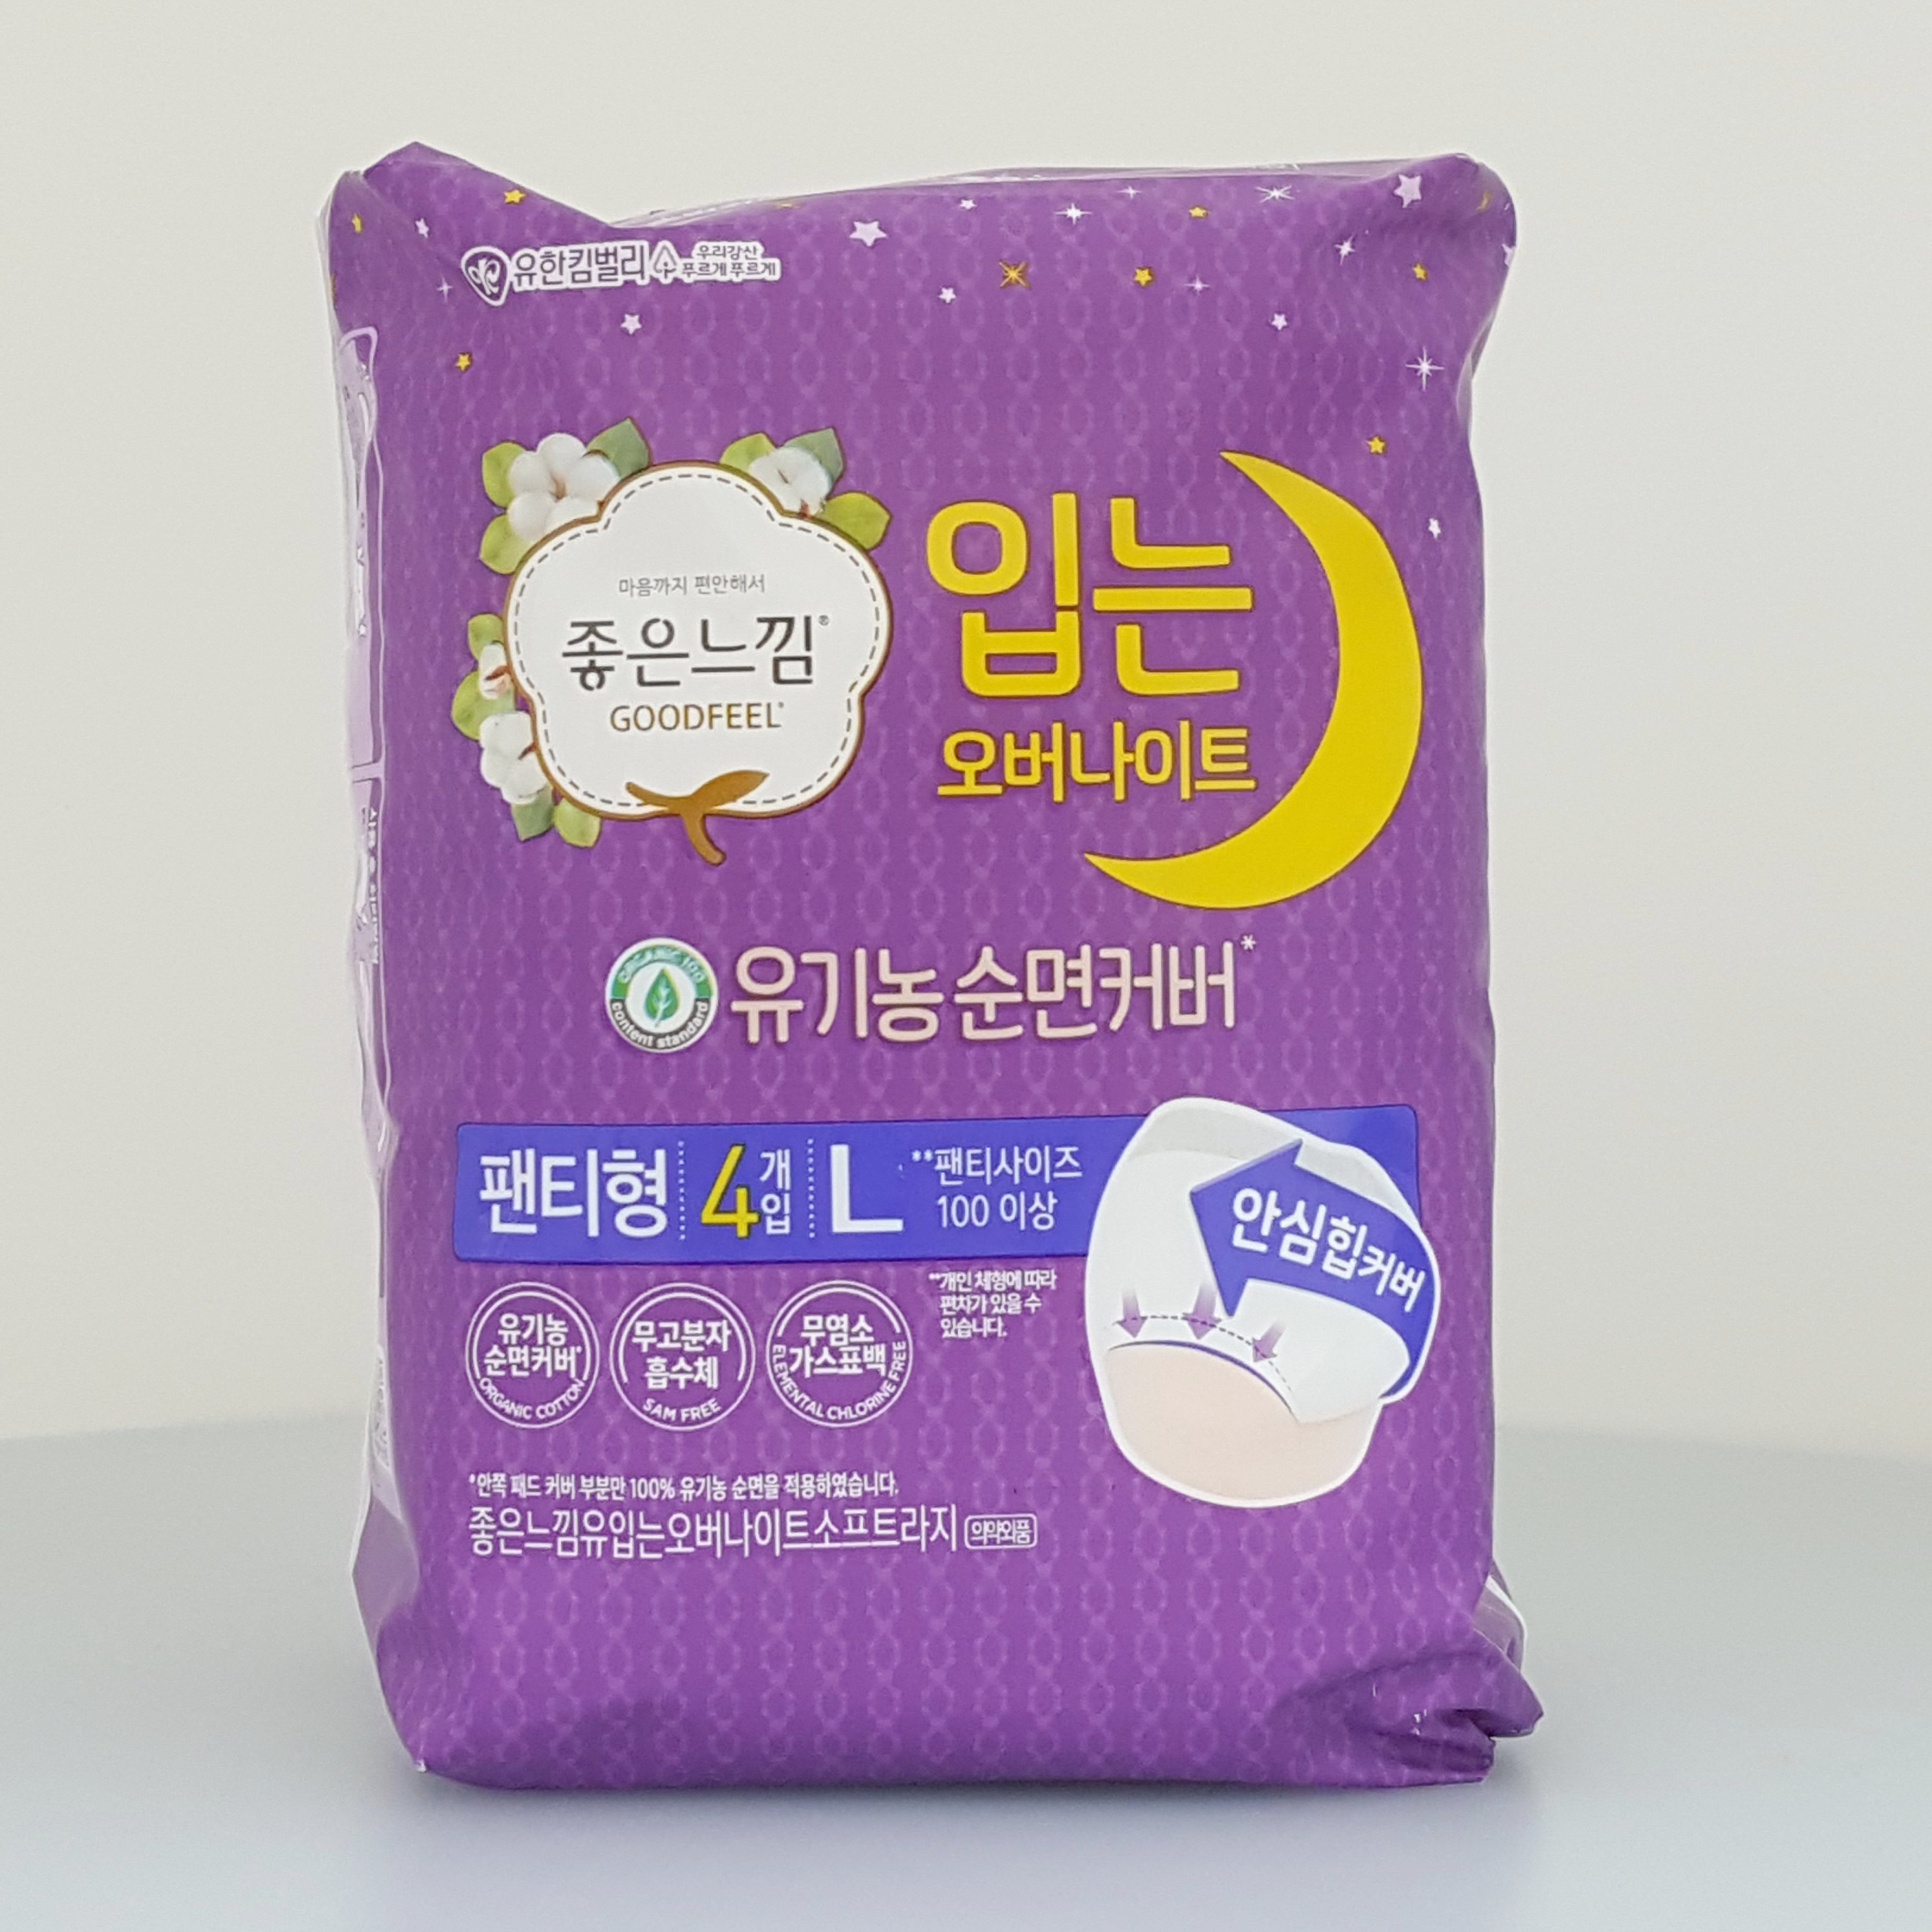 유한킴벌리
우리강산
푸르게 푸르게
마음까지 편안해서
좋은느낌®
GOODFEEL®
입는
오버나이트
ORGANIC 100
content standard
유기농 순면커버*
팬티형 4개입 L **팬티사이즈
100 이상
안심힙커버
**개인 체형에 따라
편차가 있을 수
있습니다.
유기농
순면커버*
ORGANIC COTTON
무고분자
흡수체
SAM FREE
무염소
가스표백
ELEMENTAL CHLORINE FREE
*안쪽 패드 커버 부분만 100% 유기농 순면을 적용하였습니다.
좋은느낌유입는오버나이트소프트라지 의약외품